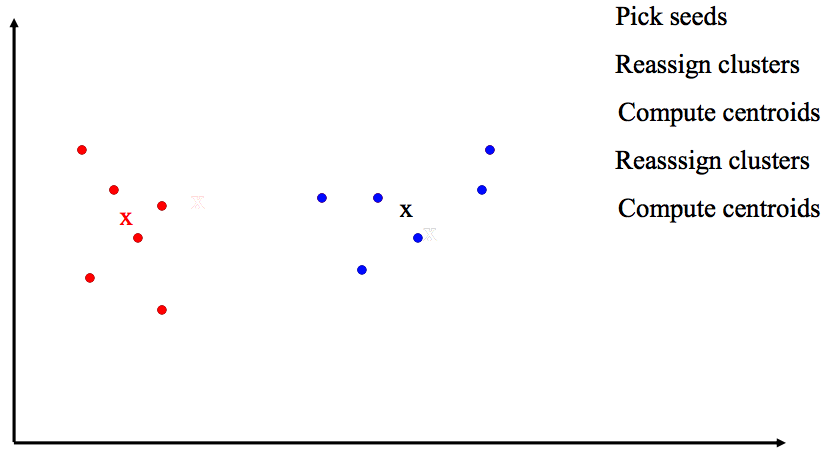 Pick seeds
Reassign clusters
Compute centroids
Reasssign clusters
Compute centroids
x
x
x
x